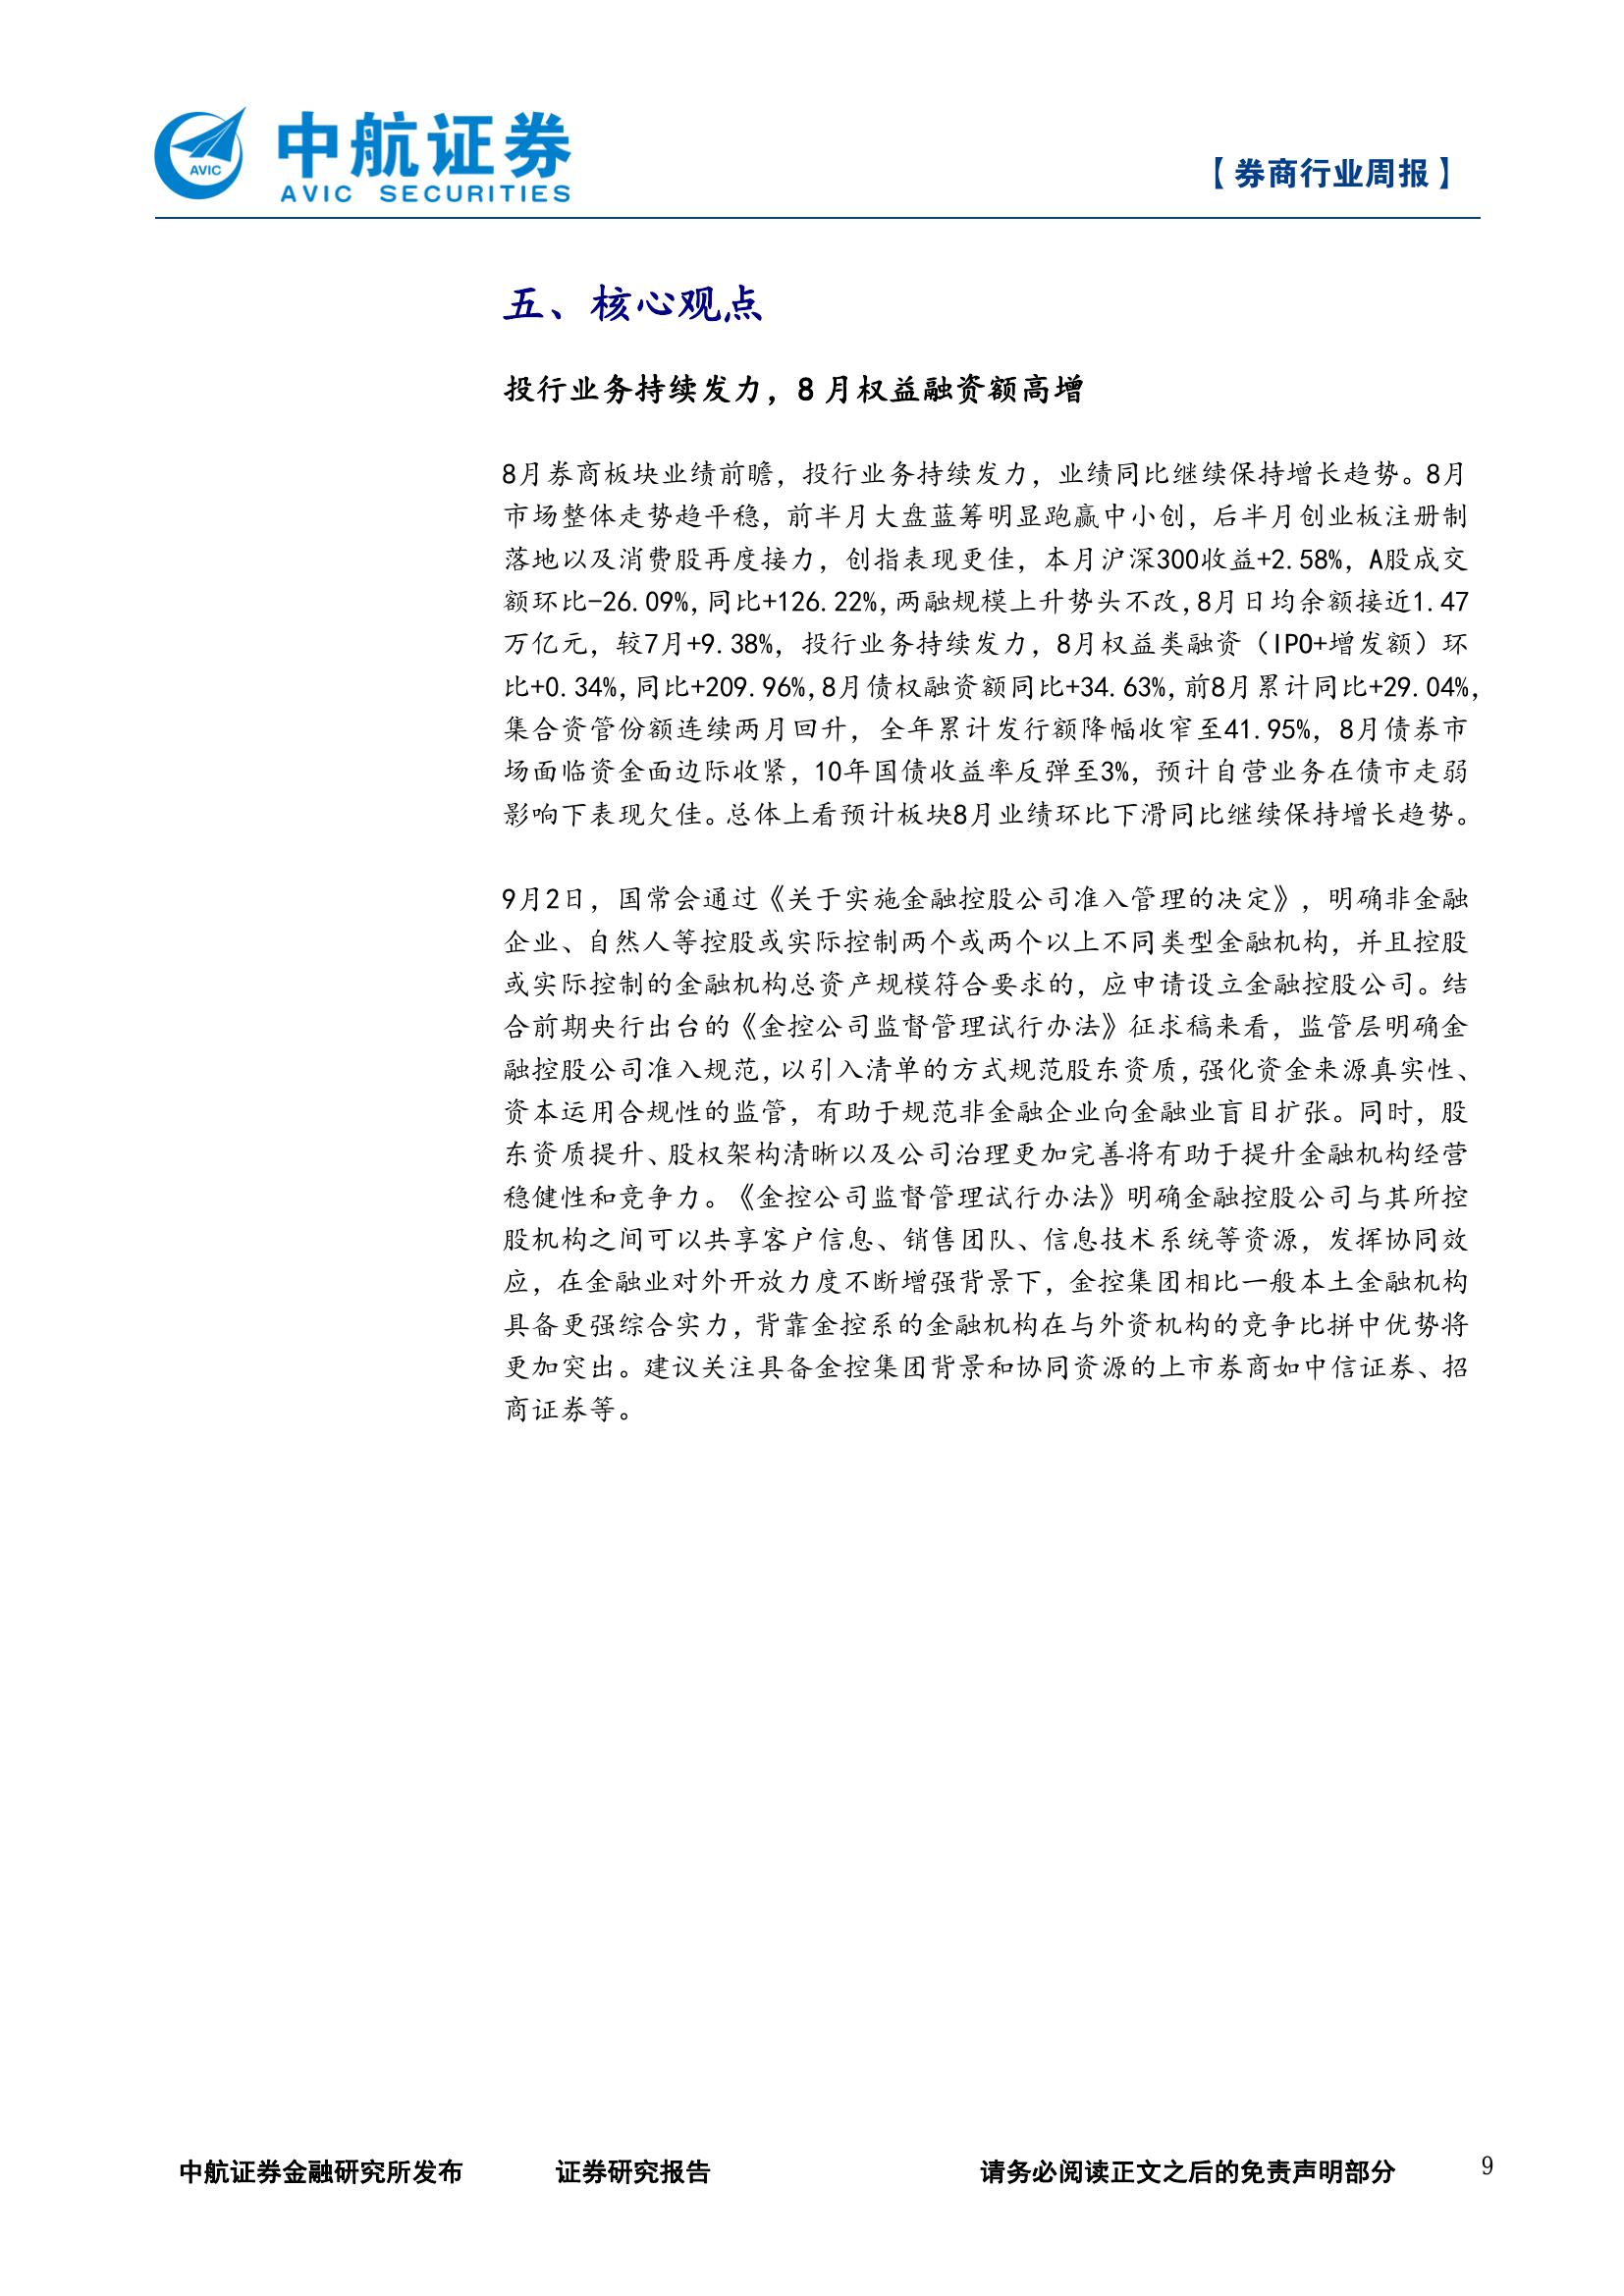 AVIC
中航证券
AVIC SECURITIES
【券商行业周报】
五、核心观点
投行业务持续发力，8 月权益融资额高增
8月券商板块业绩前瞻，投行业务持续发力，业绩同比继续保持增长趋势。8月
市场整体走势趋平稳，前半月大盘蓝筹明显跑赢中小创，后半月创业板注册制
落地以及消费股再度接力，创指表现更佳，本月沪深300收益+2.58%，A股成交
额环比-26.09%,同比+126.22%,两融规模上升势头不改,8月日均余额接近1.47
万亿元，较7月+9.38%，投行业务持续发力，8月权益类融资（IPO+增发额）环
比+0.34%,同比+209.96%,8月债权融资额同比+34.63%,前8月累计同比+29.04%,
集合资管份额连续两月回升，全年累计发行额降幅收窄至41.95%，8月债券市
场面临资金面边际收紧，10年国债收益率反弹至3%，预计自营业务在债市走弱
影响下表现欠佳。总体上看预计板块8月业绩环比下滑同比继续保持增长趋势。
9月2日，国常会通过《关于实施金融控股公司准入管理的决定》，明确非金融
企业、自然人等控股或实际控制两个或两个以上不同类型金融机构，并且控股
或实际控制的金融机构总资产规模符合要求的，应申请设立金融控股公司。结
合前期央行出台的《金控公司监督管理试行办法》征求稿来看，监管层明确金
融控股公司准入规范,以引入清单的方式规范股东资质,强化资金来源真实性、
资本运用合规性的监管，有助于规范非金融企业向金融业盲目扩张。同时，股
东资质提升、股权架构清晰以及公司治理更加完善将有助于提升金融机构经营
稳健性和竞争力。《金控公司监督管理试行办法》明确金融控股公司与其所控
股机构之间可以共享客户信息、销售团队、信息技术系统等资源，发挥协同效
应，在金融业对外开放力度不断增强背景下，金控集团相比一般本土金融机构
具备更强综合实力，背靠金控系的金融机构在与外资机构的竞争比拼中优势将
更加突出。建议关注具备金控集团背景和协同资源的上市券商如中信证券、招
商证券等。
中航证券金融研究所发布 证券研究报告 请务必阅读正文之后的免责声明部分 9